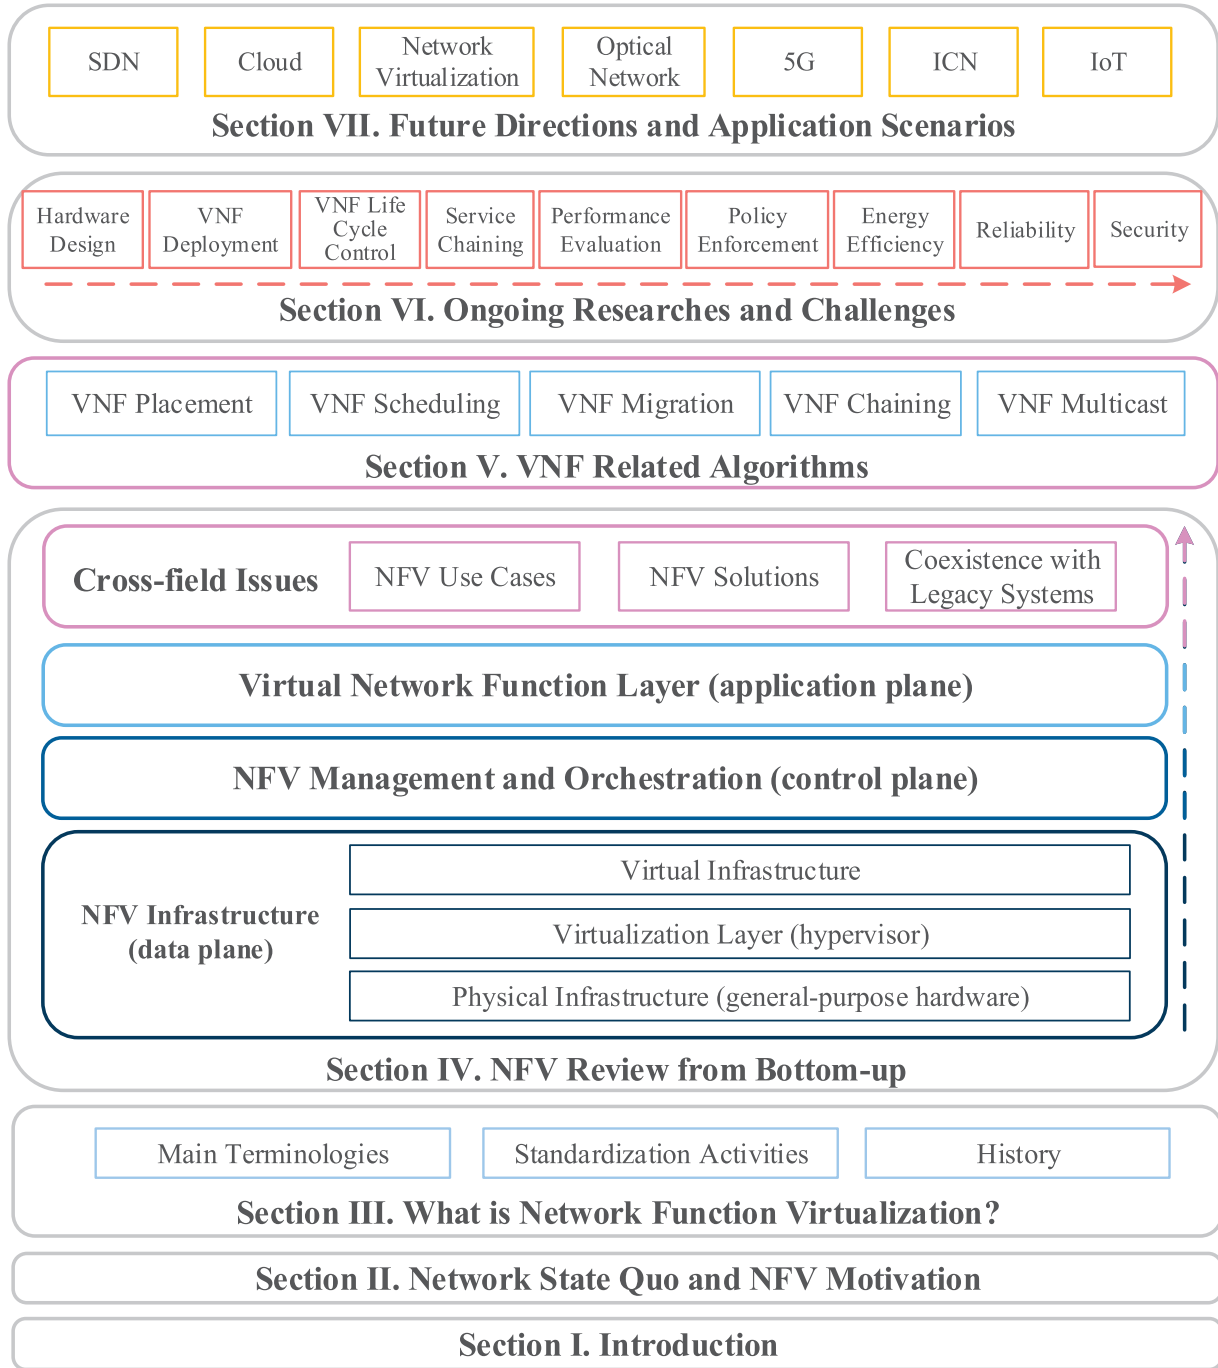 SDN
Cloud
Network
Virtualization
Optical
Network
5G
ICN
IoT
Section VII. Future Directions and Application Scenarios
Hardware
Design
VNF
Deployment
VNF Life
Cycle
Control
Service
Chaining
Performance
Evaluation
Policy
Enforcement
Energy
Efficiency
Reliability
Security
Section VI. Ongoing Researches and Challenges
VNF Placement
VNF Scheduling
VNF Migration
VNF Chaining
VNF Multicast
Section V. VNF Related Algorithms
Cross-field Issues
NFV Use Cases
NFV Solutions
Coexistence with
Legacy Systems
Virtual Network Function Layer (application plane)
NFV Management and Orchestration (control plane)
NFV Infrastructure
(data plane)
Virtual Infrastructure
Virtualization Layer (hypervisor)
Physical Infrastructure (general-purpose hardware)
Section IV. NFV Review from Bottom-up
Main Terminologies
Standardization Activities
History
Section III. What is Network Function Virtualization?
Section II. Network State Quo and NFV Motivation
Section I. Introduction